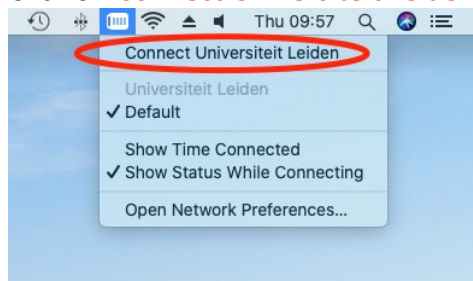 Thu 09:57
Connect Universiteit Leiden
Universiteit Leiden
✓ Default
Show Time Connected
✓ Show Status While Connecting
Open Network Preferences...